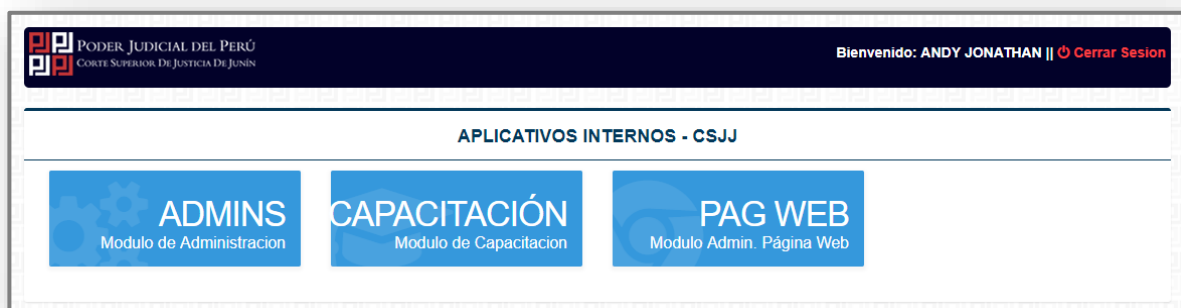 PODER JUDICIAL DEL PERÚ
CORTE SUPERIOR DE JUSTICIA DE JUNÍN
Bienvenido: ANDY JONATHAN || Cerrar Sesion
APLICATIVOS INTERNOS - CSJJ
ADMINS
Modulo de Administracion
CAPACITACIÓN
Modulo de Capacitacion
PAG WEB
Modulo Admin. Página Web